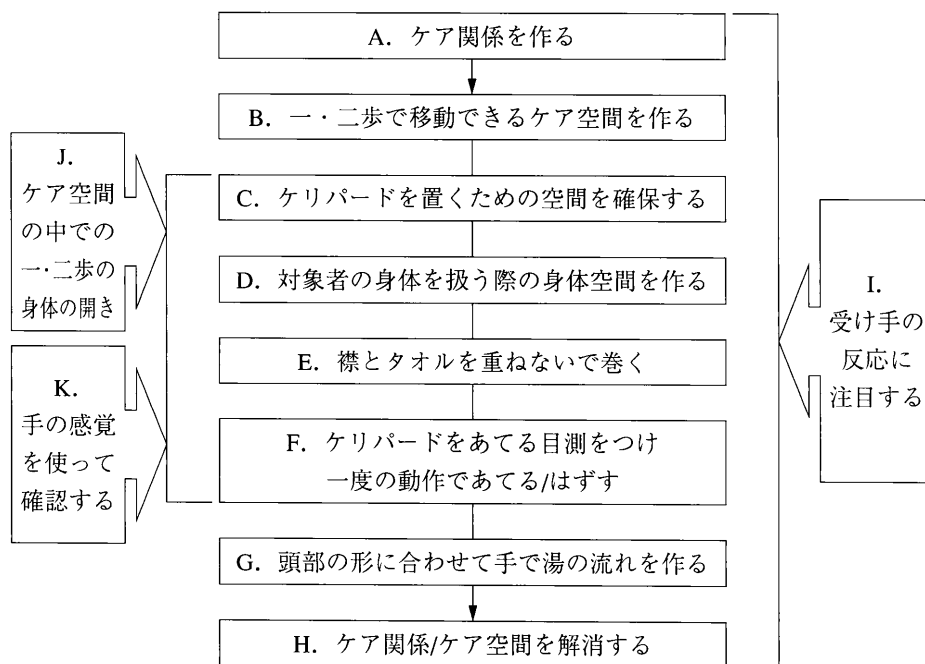 A．ケア関係を作る
B．一・二歩で移動できるケア空間を作る
J．
ケア空間
の中での
一・二歩の
身体の開き
C．ケリパードを置くための空間を確保する
D．対象者の身体を扱う際の身体空間を作る
I．
受け手の
反応に
注目する
E．襟とタオルを重ねないで巻く
K．
手の感覚
を使って
確認する
F．ケリパードをあてる目測をつけ
一度の動作であてる/はずす
G．頭部の形に合わせて手で湯の流れを作る
H．ケア関係/ケア空間を解消する